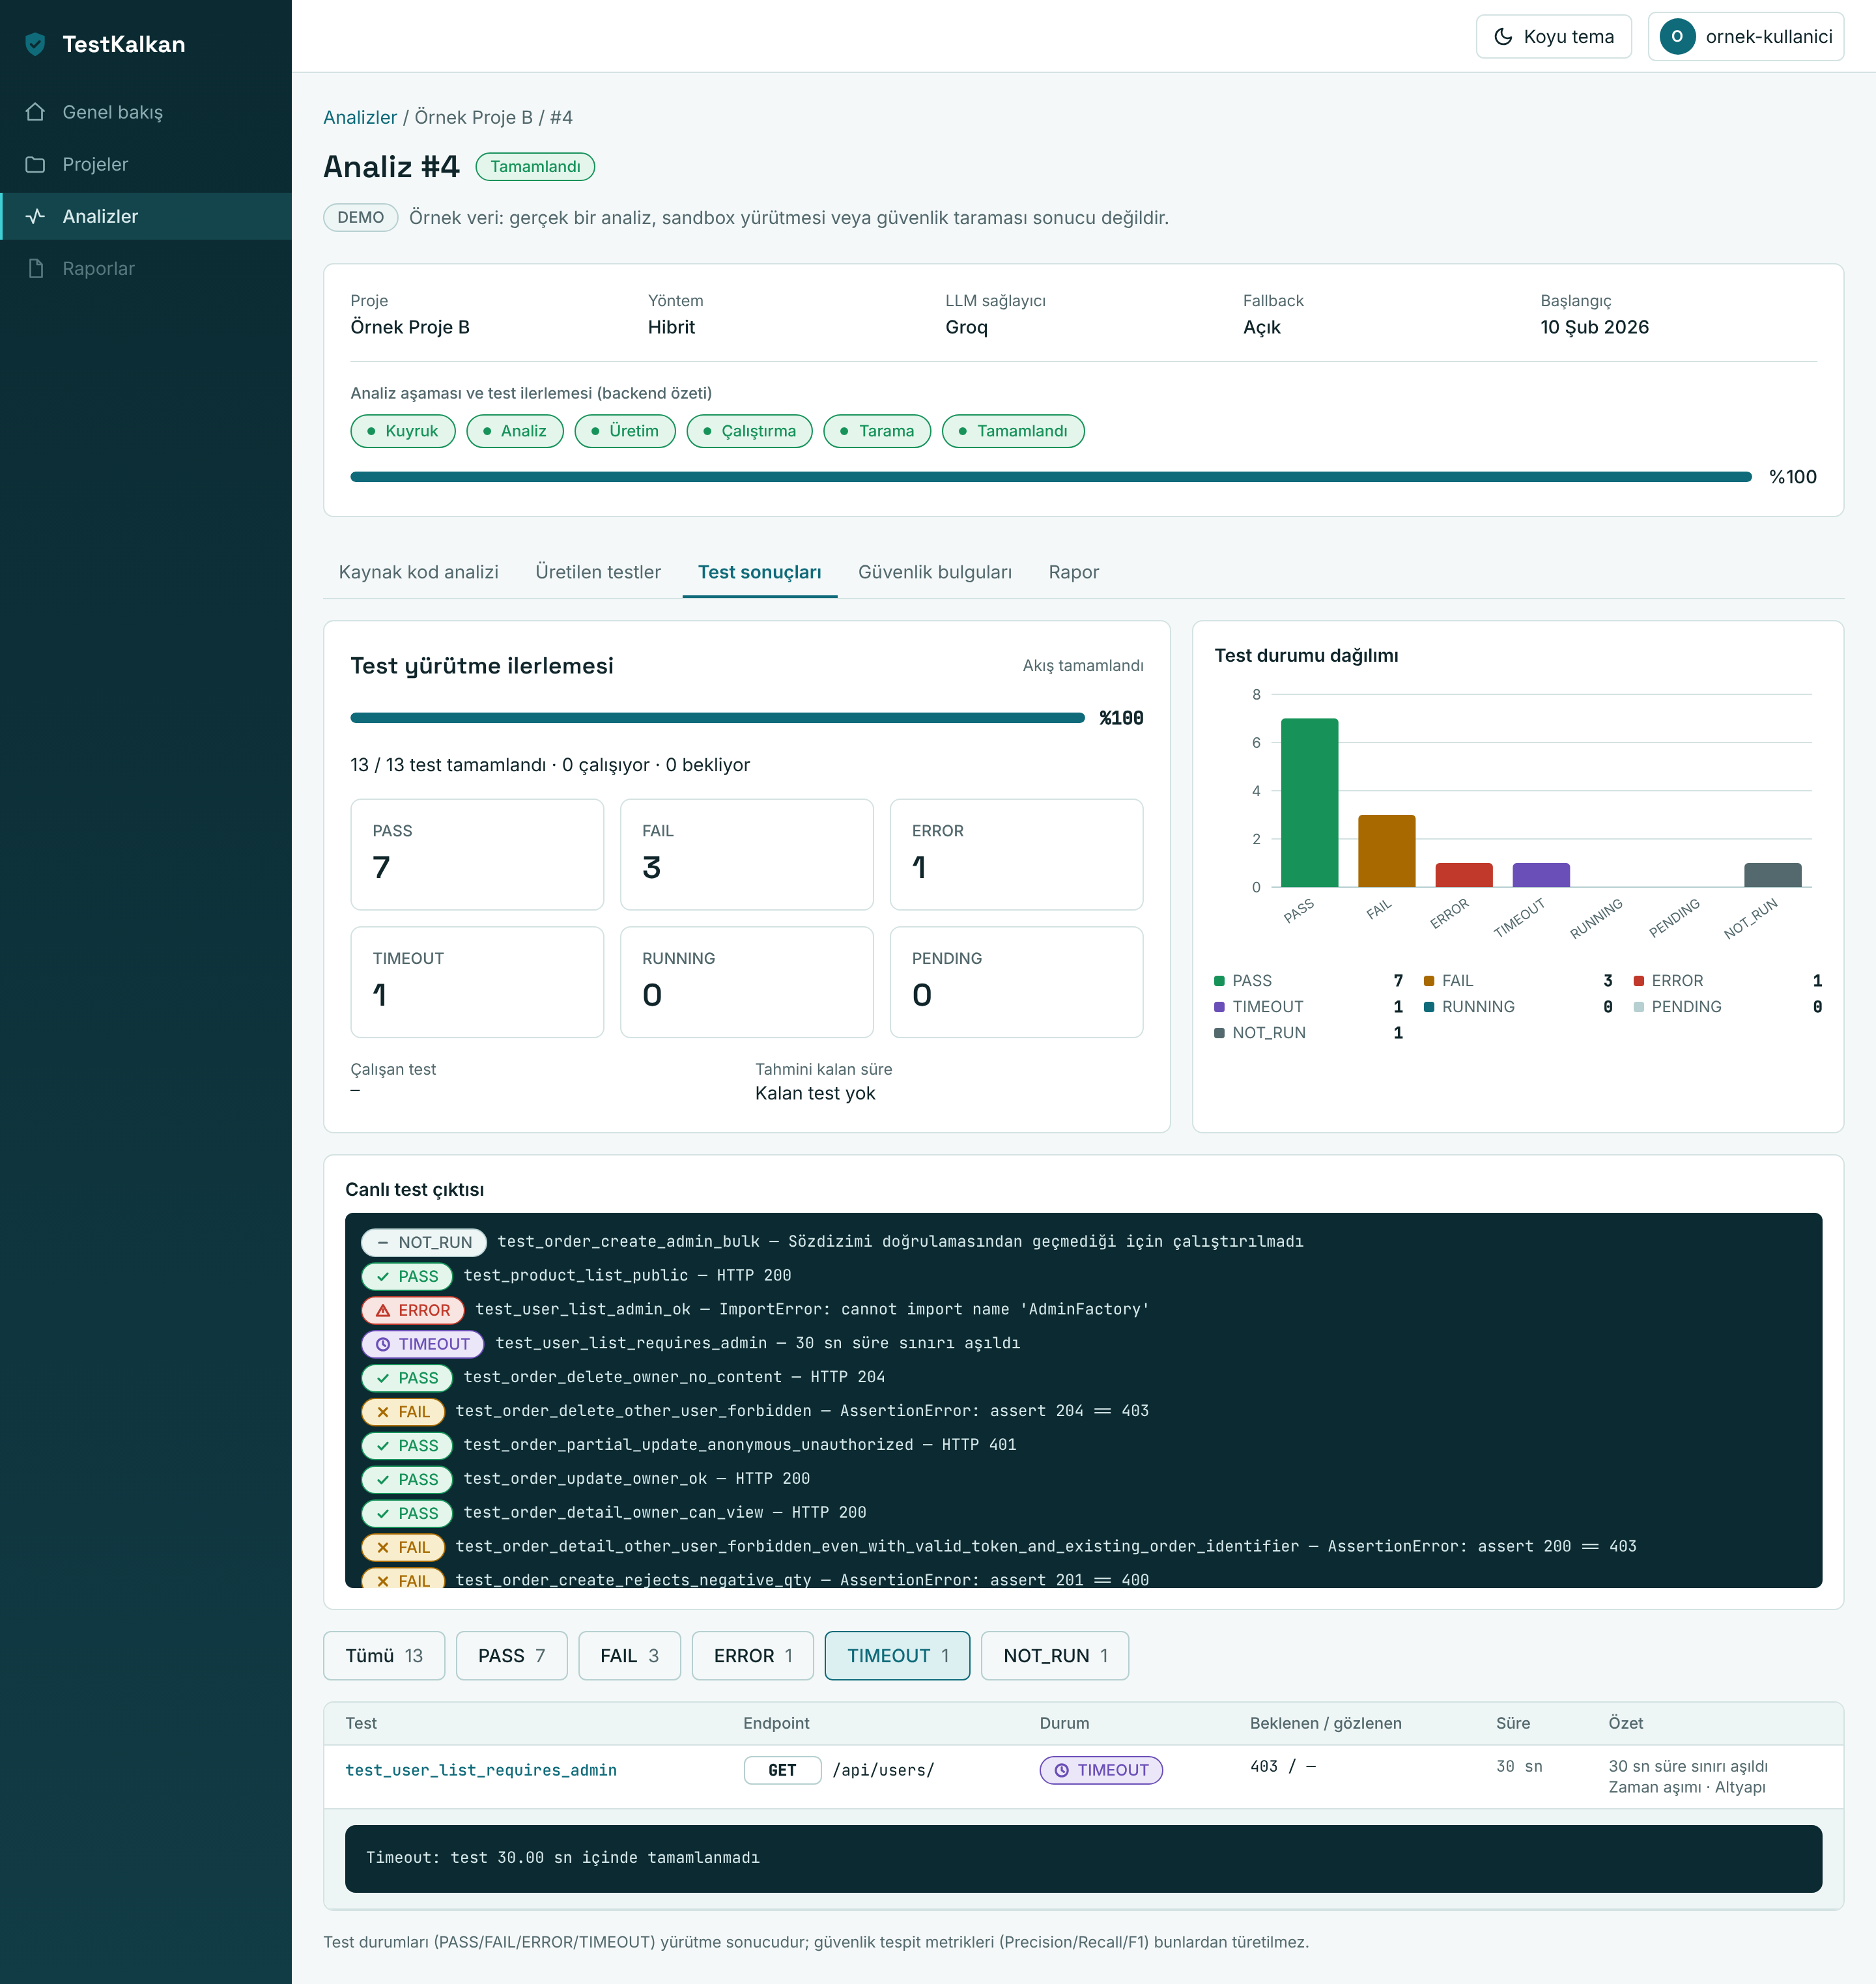 TestKalkan
Genel bakış
Projeler
Analizler
Raporlar
Koyu tema
O ornek-kullanici
Analizler / Örnek Proje B / #4
Analiz #4 Tamamlandı
DEMO Örnek veri: gerçek bir analiz, sandbox yürütmesi veya güvenlik taraması sonucu değildir.
Proje Yöntem LLM sağlayıcı Fallback Başlangıç
Örnek Proje B Hibrit Groq Açık 10 Şub 2026
Analiz aşaması ve test ilerlemesi (backend özeti)
Kuyruk Analiz Üretim Çalıştırma Tarama Tamamlandı
%100
Kaynak kod analizi Üretilen testler Test sonuçları Güvenlik bulguları Rapor
Test yürütme ilerlemesi Akış tamamlandı
%100
13 / 13 test tamamlandı · 0 çalışıyor · 0 bekliyor
PASS FAIL ERROR
7 3 1
TIMEOUT RUNNING PENDING
1 0 0
Çalışan test Tahmini kalan süre
– Kalan test yok
Test durumu dağılımı
8
6
4
2
0
PASS FAIL ERROR TIMEOUT RUNNING PENDING NOT_RUN
PASS 7 FAIL 3 ERROR 1
TIMEOUT 1 RUNNING 0 PENDING 0
NOT_RUN 1
Canlı test çıktısı
– NOT_RUN test_order_create_admin_bulk — Sözdizimi doğrulamasından geçmediği için çalıştırılmadı
PASS test_product_list_public — HTTP 200
ERROR test_user_list_admin_ok — ImportError: cannot import name 'AdminFactory'
TIMEOUT test_user_list_requires_admin — 30 sn süre sınırı aşıldı
PASS test_order_delete_owner_no_content — HTTP 204
FAIL test_order_delete_other_user_forbidden — AssertionError: assert 204 == 403
PASS test_order_partial_update_anonymous_unauthorized — HTTP 401
PASS test_order_update_owner_ok — HTTP 200
PASS test_order_detail_owner_can_view — HTTP 200
FAIL test_order_detail_other_user_forbidden_even_with_valid_token_and_existing_order_identifier — AssertionError: assert 200 == 403
FAIL test_order_create_rejects_negative_qty — AssertionError: assert 201 == 400
Tümü 13 PASS 7 FAIL 3 ERROR 1 TIMEOUT 1 NOT_RUN 1
Test Endpoint Durum Beklenen / gözlenen Süre Özet
test_user_list_requires_admin GET /api/users/ TIMEOUT 403 / — 30 sn 30 sn süre sınırı aşıldı
Zaman aşımı · Altyapı
Timeout: test 30.00 sn içinde tamamlanmadı
Test durumları (PASS/FAIL/ERROR/TIMEOUT) yürütme sonucudur; güvenlik tespit metrikleri (Precision/Recall/F1) bunlardan türetilmez.